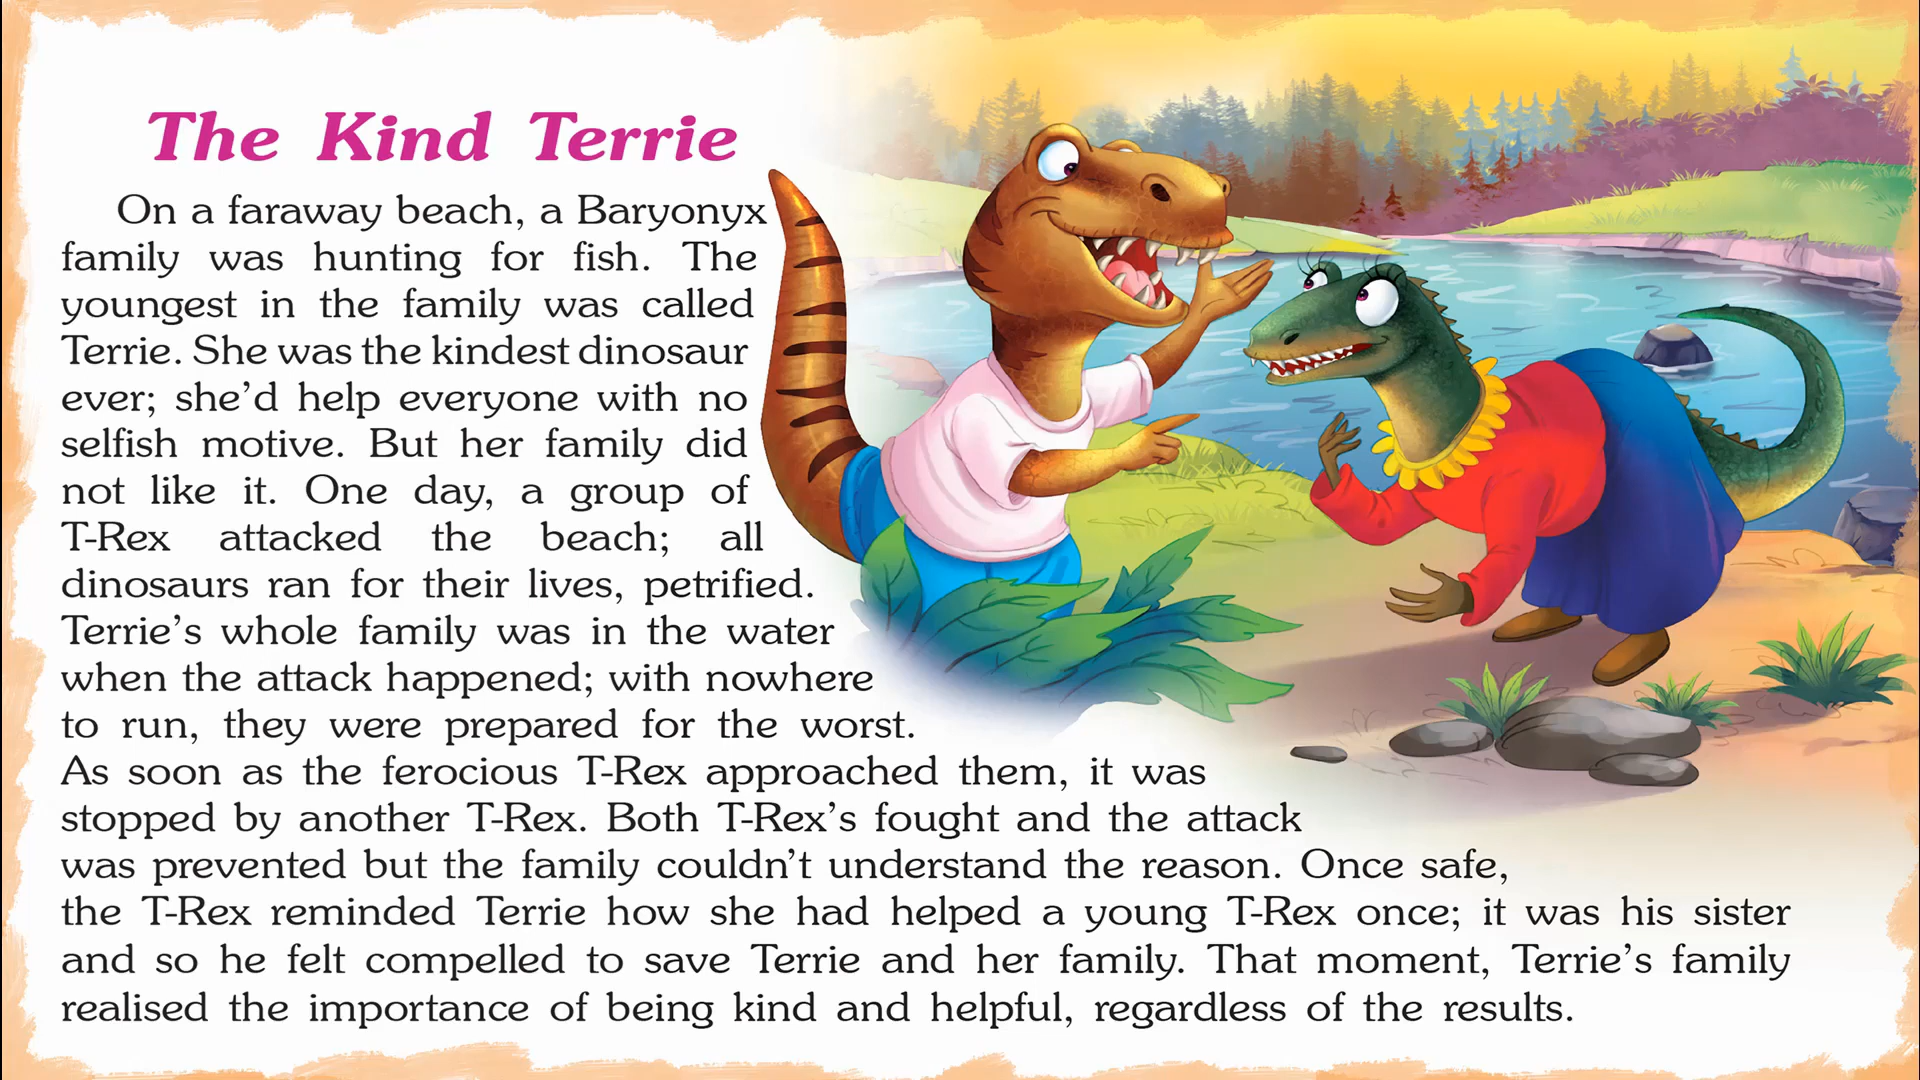 The Kind Terrie
On a faraway beach, a Baryonyx
family was hunting for fish. The
youngest in the family was called
Terrie. She was the kindest dinosaur
ever; she’d help everyone with no
selfish motive. But her family did
not like it. One day, a group of
T-Rex attacked the beach; all
dinosaurs ran for their lives, petrified.
Terrie’s whole family was in the water
when the attack happened; with nowhere
to run, they were prepared for the worst.
As soon as the ferocious T-Rex approached them, it was
stopped by another T-Rex. Both T-Rex’s fought and the attack
was prevented but the family couldn’t understand the reason. Once safe,
the T-Rex reminded Terrie how she had helped a young T-Rex once; it was his sister
and so he felt compelled to save Terrie and her family. That moment, Terrie’s family
realised the importance of being kind and helpful, regardless of the results.